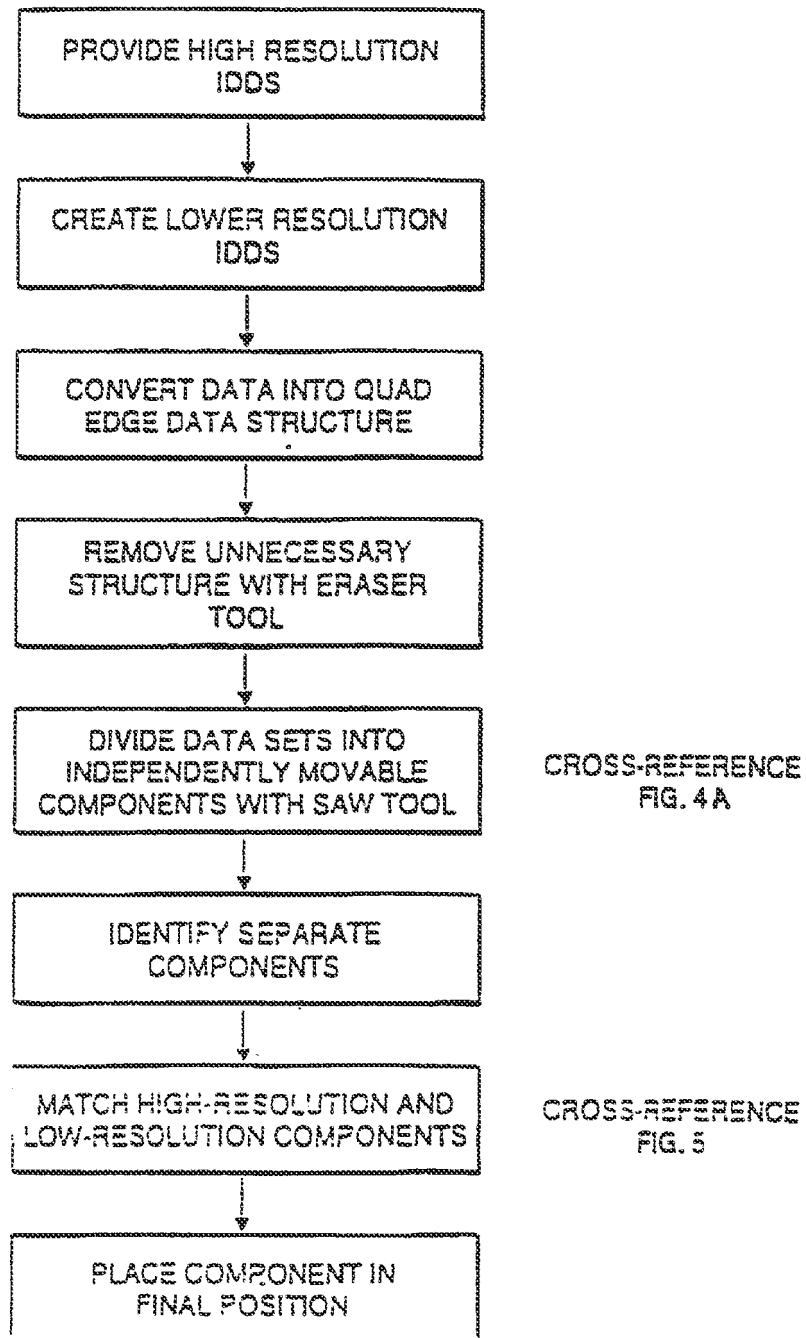 PROVIDE HIGH RESOLUTION
IDDS
CREATE LOWER RESOLUTION
IDDS
CONVERT DATA INTO QUAD
EDGE DATA STRUCTURE
REMOVE UNNECESSARY
STRUCTURE WITH ERASER
TOOL
DIVIDE DATA SETS INTO
INDEPENDENTLY MOVABLE
COMPONENTS WITH SAW TOOL
CROSS-REFERENCE
FIG. 4A
IDENTIFY SEPARATE
COMPONENTS
MATCH HIGH-RESOLUTION AND
LOW-RESOLUTION COMPONENTS
CROSS-REFERENCE
FIG. 5
PLACE COMPONENT IN
FINAL POSITION